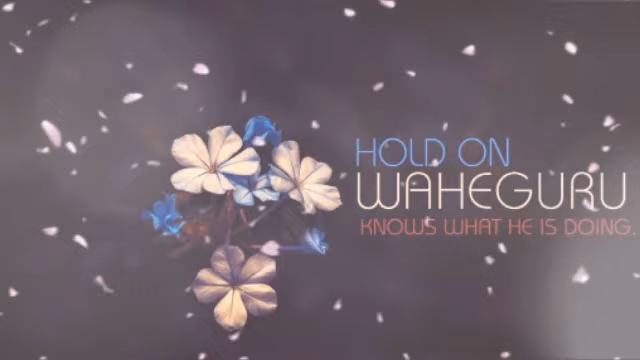 HOLD ON
WAHEGURU
KNOWS WHAT HE IS DOING.